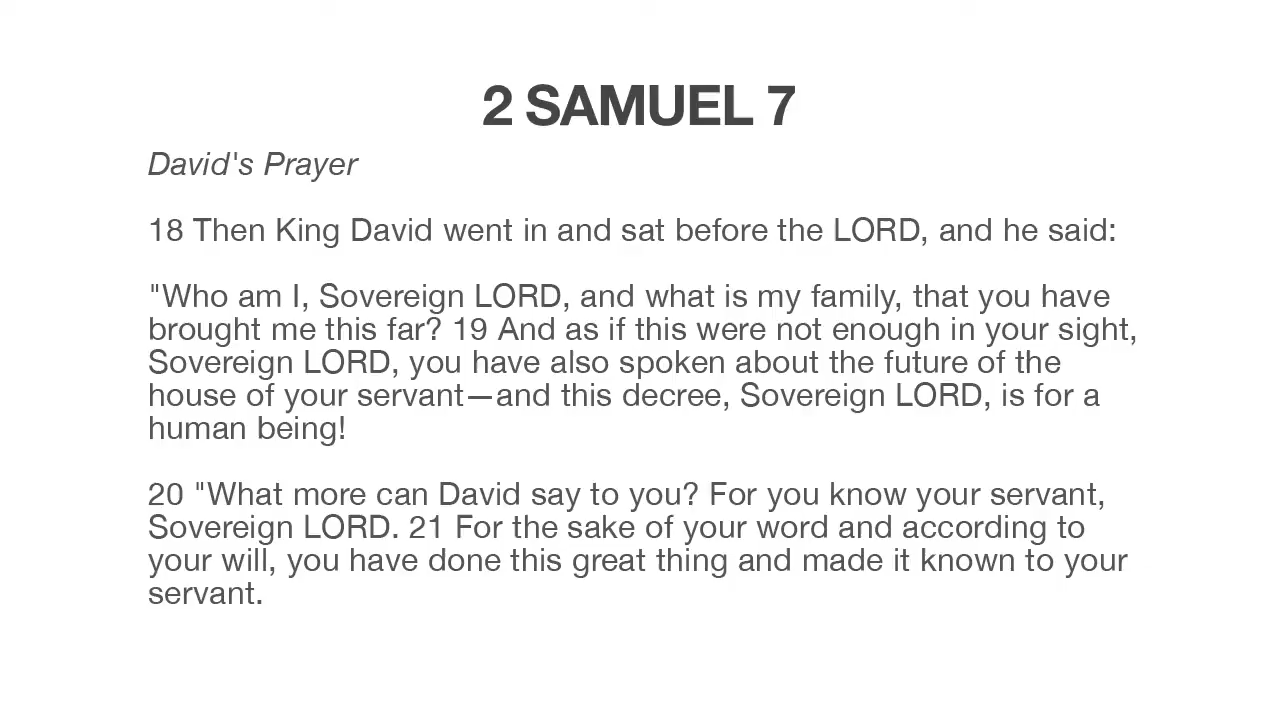 2 SAMUEL 7
David's Prayer
18 Then King David went in and sat before the LORD, and he said:
"Who am I, Sovereign LORD, and what is my family, that you have
brought me this far? 19 And as if this were not enough in your sight,
Sovereign LORD, you have also spoken about the future of the
house of your servant—and this decree, Sovereign LORD, is for a
human being!
20 "What more can David say to you? For you know your servant,
Sovereign LORD. 21 For the sake of your word and according to
your will, you have done this great thing and made it known to your
servant.